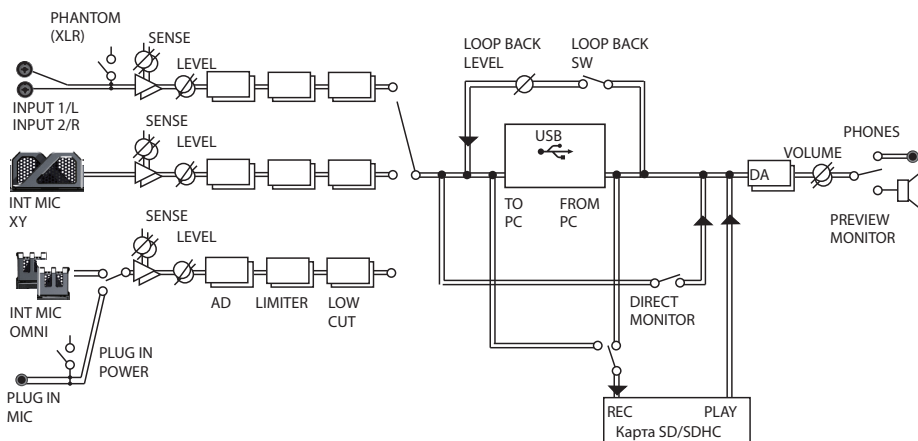 PHANTOM
(XLR)
SENSE
LEVEL
INPUT 1/L
INPUT 2/R
LOOP BACK
LEVEL
LOOP BACK
SW
SENSE
LEVEL
INT MIC
XY
USB
TO
PC
FROM
PC
DA
VOLUME
PHONES
PREVIEW
MONITOR
SENSE
LEVEL
AD
LIMITER
LOW
CUT
INT MIC
OMNI
DIRECT
MONITOR
PLUG IN
POWER
PLUG IN
MIC
REC
PLAY
Карта SD/SDHC